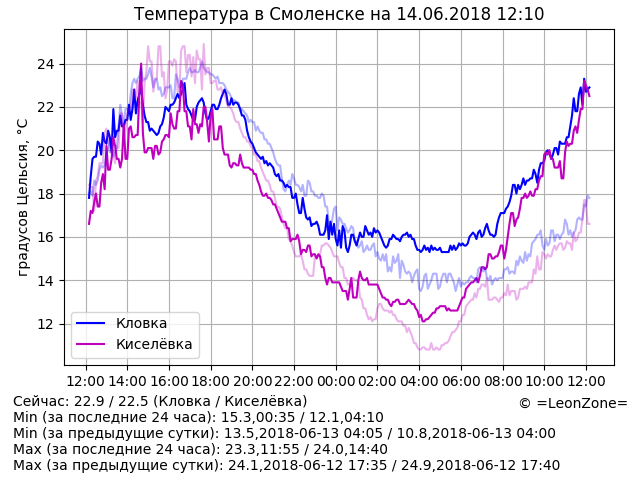 Температура в Смоленске на 14.06.2018 12:10
градусов Цельсия, °C
24
22
20
18
16
14
12
Кловка
Киселёвка
12:00 14:00 16:00 18:00 20:00 22:00 00:00 02:00 04:00 06:00 08:00 10:00 12:00
Сейчас: 22.9 / 22.5 (Кловка / Киселёвка)
© =LeonZone=
Min (за последние 24 часа): 15.3,00:35 / 12.1,04:10
Min (за предыдущие сутки): 13.5,2018-06-13 04:05 / 10.8,2018-06-13 04:00
Max (за последние 24 часа): 23.3,11:55 / 24.0,14:40
Max (за предыдущие сутки): 24.1,2018-06-12 17:35 / 24.9,2018-06-12 17:40